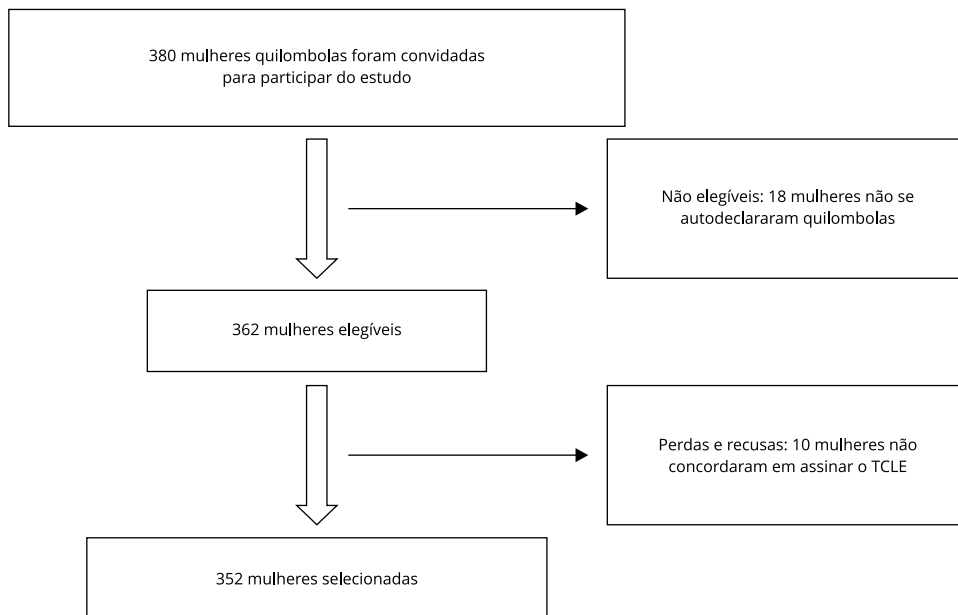 380 mulheres quilombolas foram convidadas
para participar do estudo
Não elegíveis: 18 mulheres não se
autodeclararam quilombolas
362 mulheres elegíveis
Perdas e recusas: 10 mulheres não
concordaram em assinar o TCLE
352 mulheres selecionadas